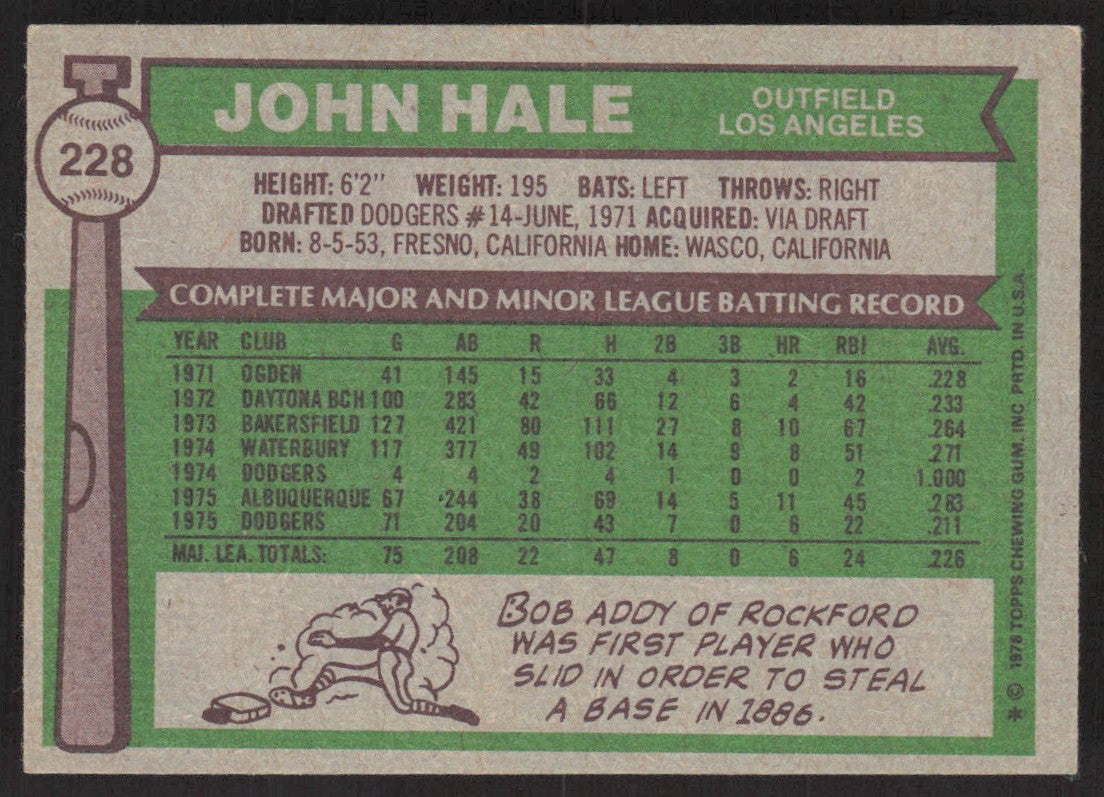 228
JOHN HALE
OUTFIELD
LOS ANGELES
HEIGHT: 6'2" WEIGHT: 195 BATS: LEFT THROWS: RIGHT
DRAFTED DODGERS #14-JUNE, 1971 ACQUIRED: VIA DRAFT
BORN: 8-5-53, FRESNO, CALIFORNIA HOME: WASCO, CALIFORNIA
COMPLETE MAJOR AND MINOR LEAGUE BATTING RECORD
YEAR CLUB G AB R H 2B 3B HR RBI AVG.
1971 OGDEN 41 145 15 33 4 3 2 16 .228
1972 DAYTONA BCH 100 283 42 66 12 6 4 42 .233
1973 BAKERSFIELD 127 421 80 111 27 8 10 67 .264
1974 WATERBURY 117 377 49 102 14 9 8 51 .271
1974 DODGERS 4 4 2 4 1 0 0 2 1.000
1975 ALBUQUERQUE 67 244 38 69 14 5 11 45 .283
1975 DODGERS 71 204 20 43 7 0 6 22 .211
MAJ. LEA. TOTALS: 75 208 22 47 8 0 6 24 .226
BOB ADDY OF ROCKFORD
WAS FIRST PLAYER WHO
SLID IN ORDER TO STEAL
A BASE IN 1886.
* © 1976 TOPPS CHEWING GUM, INC. PRTD. IN U.S.A.